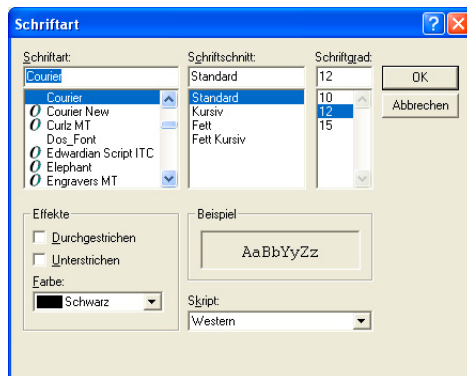 Schriftart
Schriftart: Schriftschnitt: Schriftgrad:
Courier Standard 12 OK
Courier Standard 10 Abbrechen
Courier New Kursiv 12
Curlz MT Fett 15
Dos_Font Fett Kursiv
Edwardian Script ITC
Elephant
Engravers MT
Effekte Beispiel
Durchgestrichen
AaBbYyZz
Unterstrichen
Farbe:
Schwarz
Skript:
Western